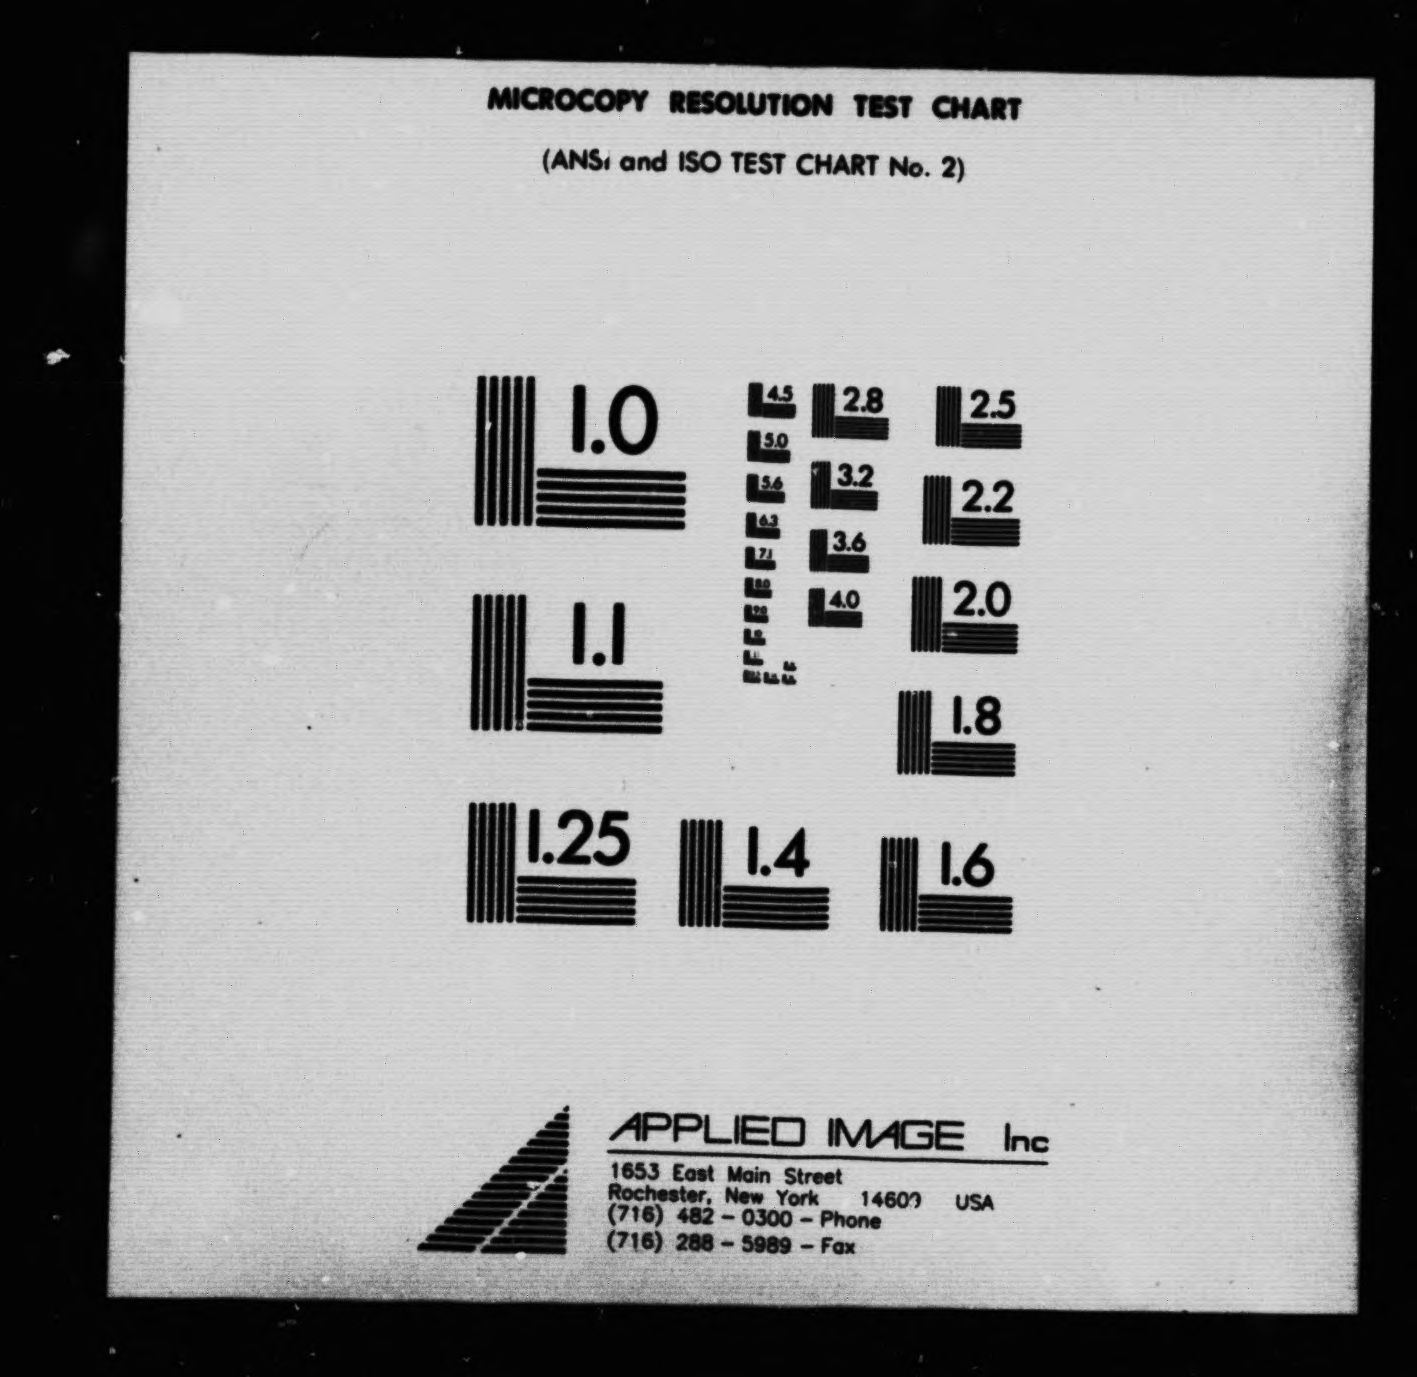 MICROCOPY RESOLUTION TEST CHART
(ANSI and ISO TEST CHART No. 2)
1.0
1.1
1.25
1.4
1.6
1.8
2.0
2.2
2.5
2.8
3.2
3.6
4.0
4.5
5.0
5.6
6.3
7.1
8.0
9.0
APPLIED IMAGE Inc
1653 East Main Street
Rochester, New York 14609 USA
(716) 482 - 0300 - Phone
(716) 288 - 5989 - Fax